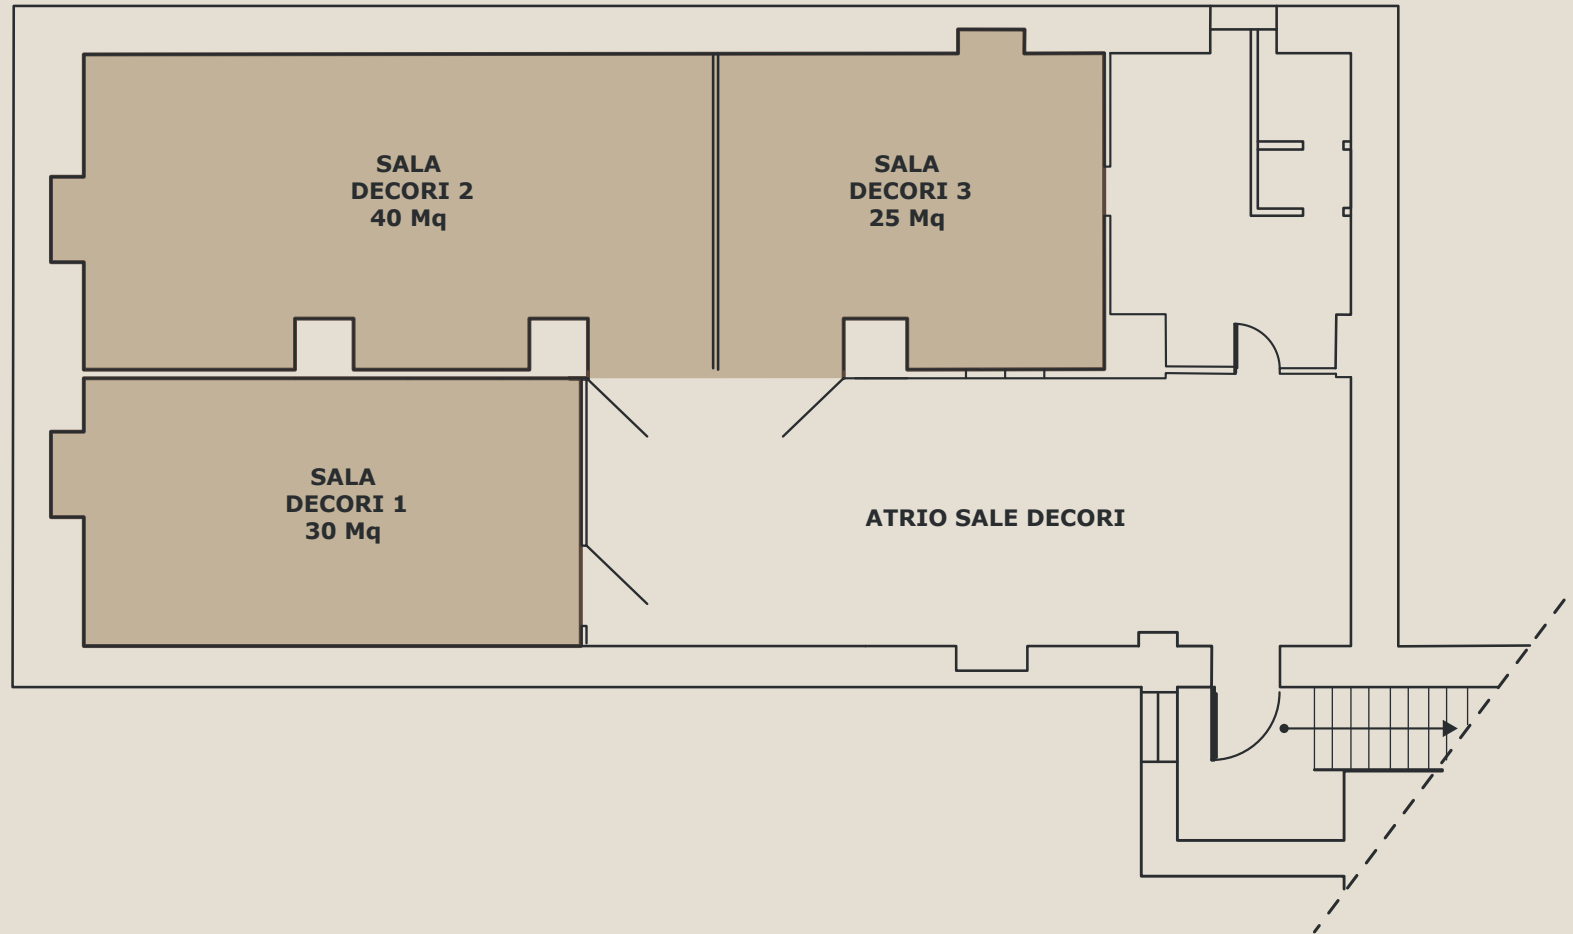 SALA
DECORI 2
40 Mq
SALA
DECORI 3
25 Mq
SALA
DECORI 1
30 Mq
ATRIO SALE DECORI